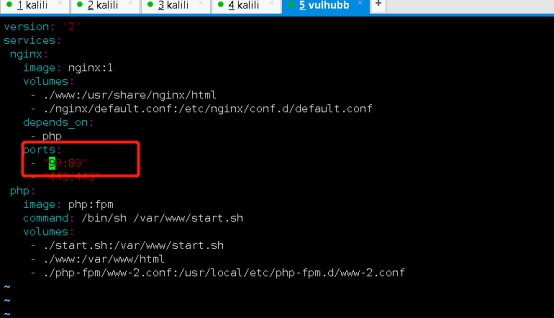 1 kalili × 2 kalili × 3 kalili × 4 kalili × 5 vulhubb × +
version: '2'
services:
 nginx:
   image: nginx:1
   volumes:
    - ./www:/usr/share/nginx/html
    - ./nginx/default.conf:/etc/nginx/conf.d/default.conf
   depends_on:
    - php
   ports:
    - "90:80"
    - "443:443"
 php:
   image: php:fpm
   command: /bin/sh /var/www/start.sh
   volumes:
    - ./start.sh:/var/www/start.sh
    - ./www:/var/www/html
    - ./php-fpm/www-2.conf:/usr/local/etc/php-fpm.d/www-2.conf
~
~
~